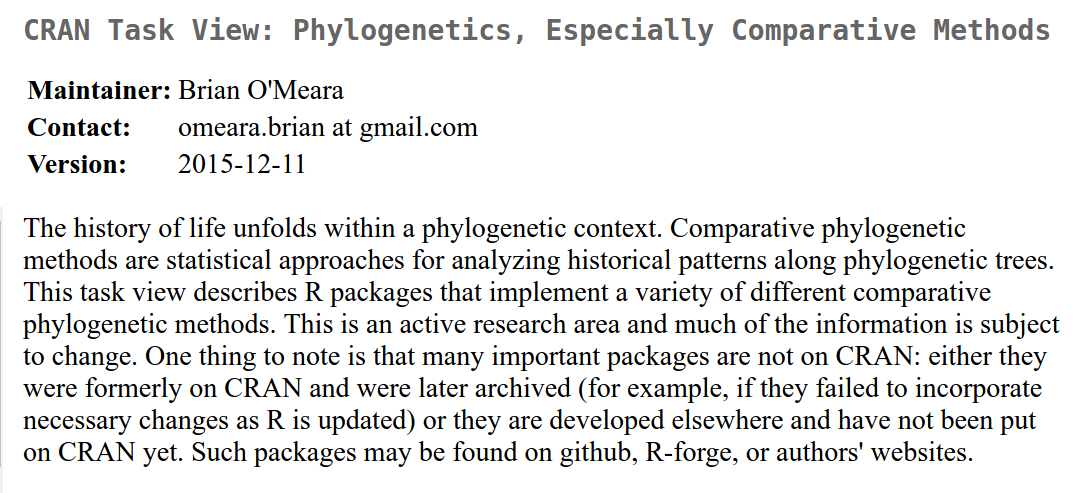 CRAN Task View: Phylogenetics, Especially Comparative Methods
Maintainer: Brian O'Meara
Contact: omeara.brian at gmail.com
Version: 2015-12-11
The history of life unfolds within a phylogenetic context. Comparative phylogenetic
methods are statistical approaches for analyzing historical patterns along phylogenetic trees.
This task view describes R packages that implement a variety of different comparative
phylogenetic methods. This is an active research area and much of the information is subject
to change. One thing to note is that many important packages are not on CRAN: either they
were formerly on CRAN and were later archived (for example, if they failed to incorporate
necessary changes as R is updated) or they are developed elsewhere and have not been put
on CRAN yet. Such packages may be found on github, R-forge, or authors' websites.